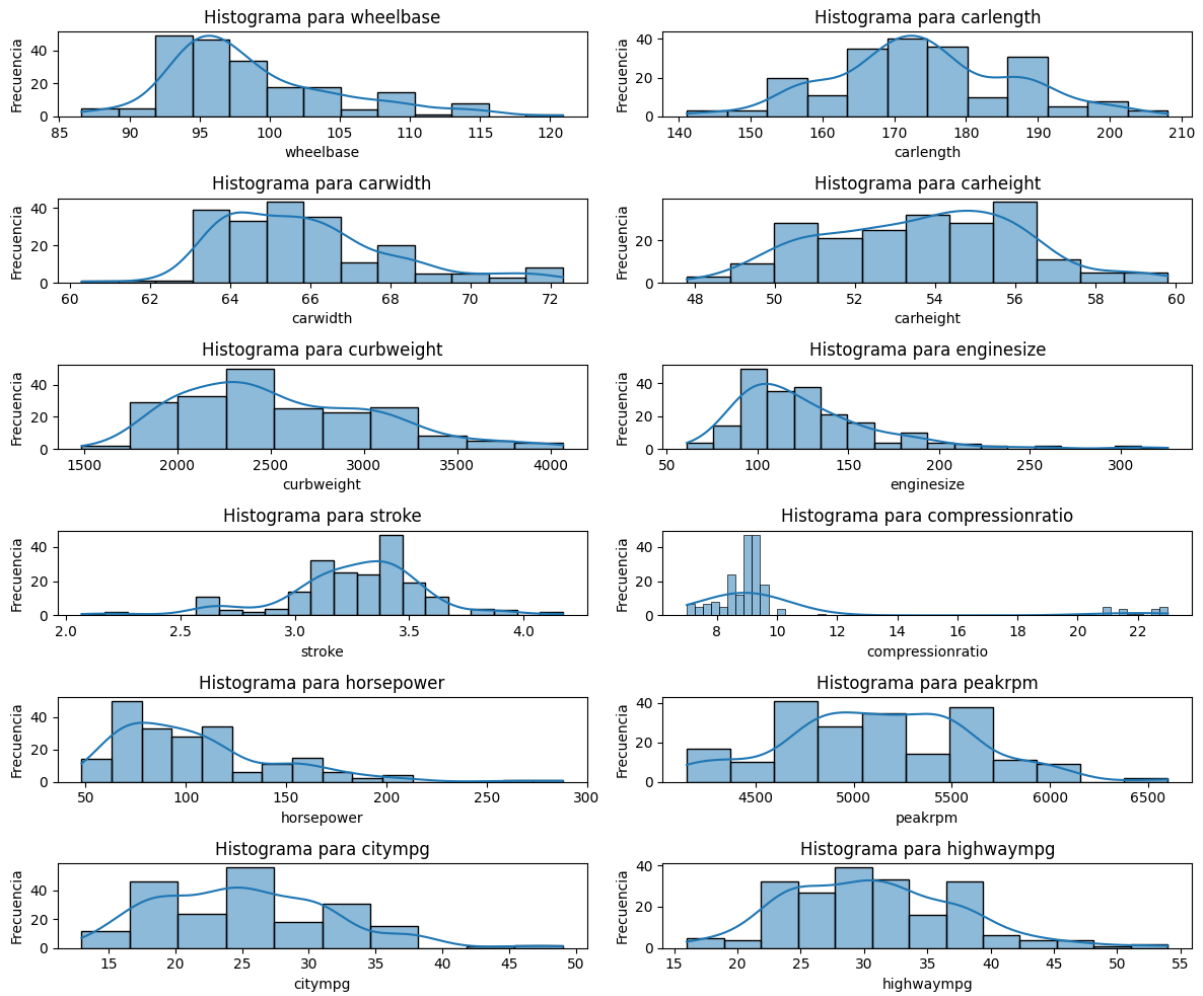 Histograma para wheelbase
Frecuencia
40
20
0
85 90 95 100 105 110 115 120
wheelbase
Histograma para carlength
Frecuencia
40
20
0
140 150 160 170 180 190 200 210
carlength
Histograma para carwidth
Frecuencia
40
20
0
60 62 64 66 68 70 72
carwidth
Histograma para carheight
Frecuencia
20
0
48 50 52 54 56 58 60
carheight
Histograma para curbweight
Frecuencia
40
20
0
1500 2000 2500 3000 3500 4000
curbweight
Histograma para enginesize
Frecuencia
40
20
0
50 100 150 200 250 300
enginesize
Histograma para stroke
Frecuencia
40
20
0
2.0 2.5 3.0 3.5 4.0
stroke
Histograma para compressionratio
Frecuencia
40
20
0
8 10 12 14 16 18 20 22
compressionratio
Histograma para horsepower
Frecuencia
40
20
0
50 100 150 200 250 300
horsepower
Histograma para peakrpm
Frecuencia
40
20
0
4500 5000 5500 6000 6500
peakrpm
Histograma para citympg
Frecuencia
40
20
0
15 20 25 30 35 40 45 50
citympg
Histograma para highwaympg
Frecuencia
40
20
0
15 20 25 30 35 40 45 50 55
highwaympg